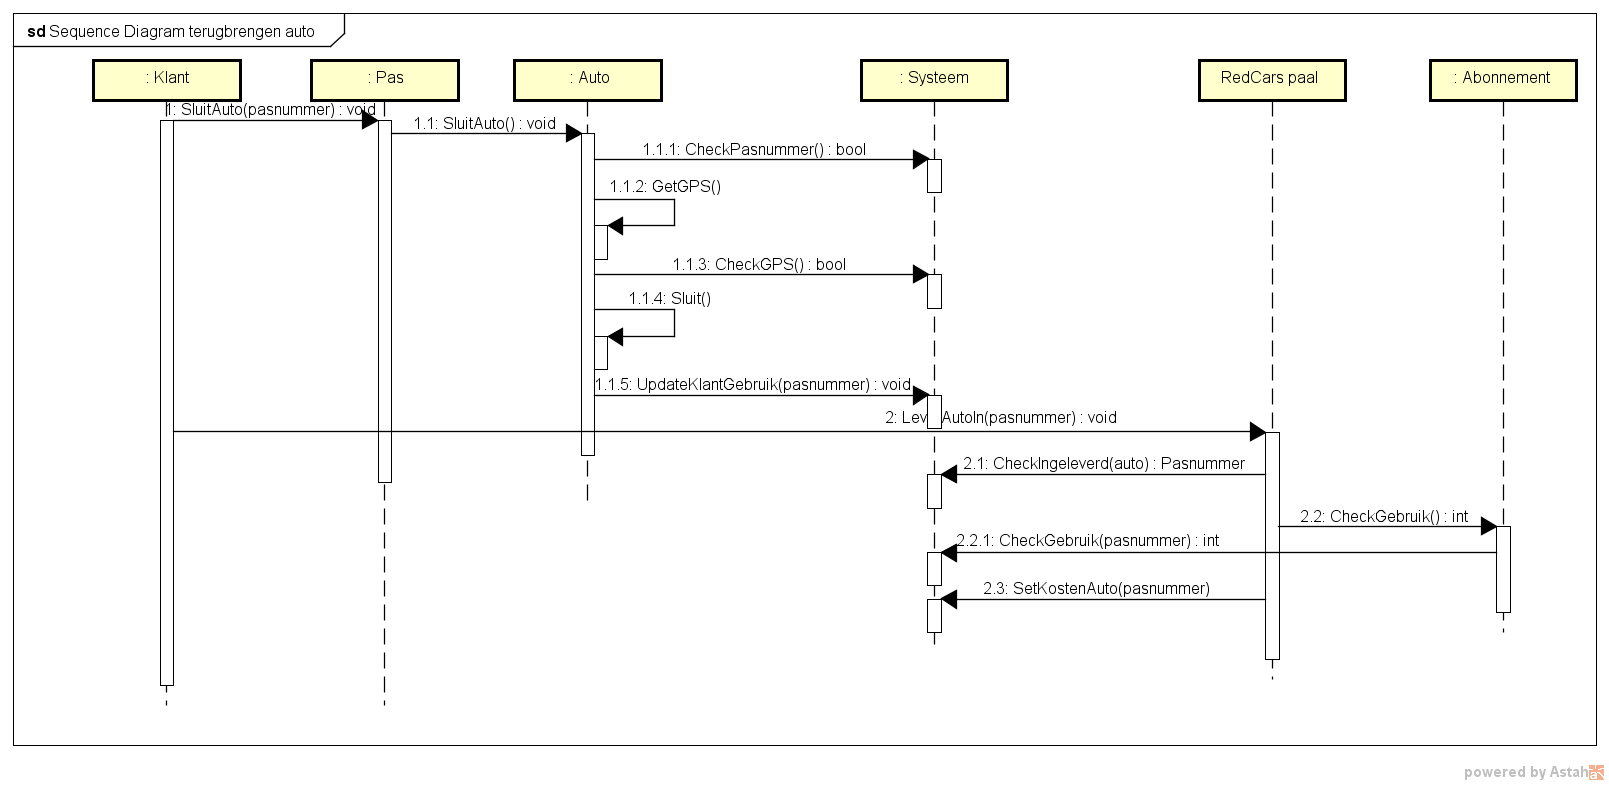 sd Sequence Diagram terugbrengen auto
: Klant
: Pas
: Auto
: Systeem
RedCars paal
: Abonnement
1: SluitAuto(pasnummer) : void
1.1: SluitAuto() : void
1.1.1: CheckPasnummer() : bool
1.1.2: GetGPS()
1.1.3: CheckGPS() : bool
1.1.4: Sluit()
1.1.5: UpdateKlantGebruik(pasnummer) : void
2: Lev AutoIn(pasnummer) : void
2.1: CheckIngeleverd(auto) : Pasnummer
2.2: CheckGebruik() : int
2.2.1: CheckGebruik(pasnummer) : int
2.3: SetKostenAuto(pasnummer)
powered by Astah